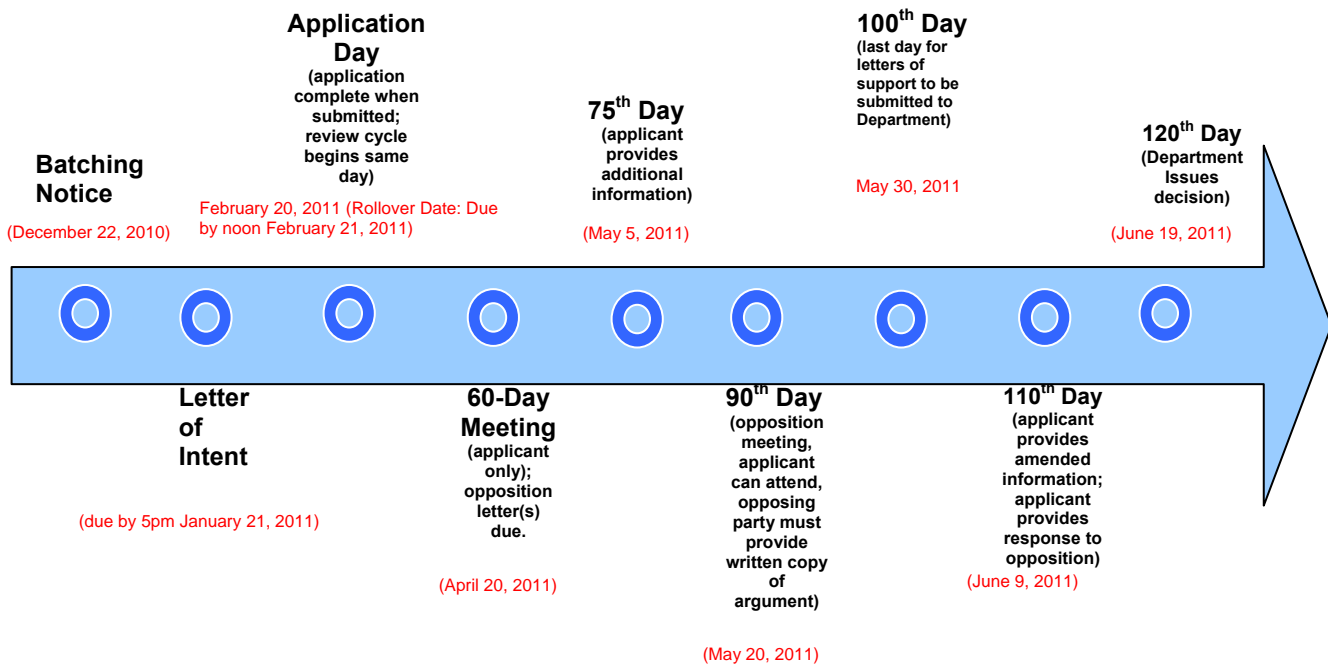 Batching
Notice
(December 22, 2010)
Letter
of
Intent
(due by 5pm January 21, 2011)
Application
Day
(application
complete when
submitted;
review cycle
begins same
day)
February 20, 2011 (Rollover Date: Due
by noon February 21, 2011)
60-Day
Meeting
(applicant
only);
opposition
letter(s)
due.
(April 20, 2011)
75th Day
(applicant
provides
additional
information)
(May 5, 2011)
90th Day
(opposition
meeting,
applicant
can attend,
opposing
party must
provide
written copy
of
argument)
(May 20, 2011)
100th Day
(last day for
letters of
support to be
submitted to
Department)
May 30, 2011
110th Day
(applicant
provides
amended
information;
applicant
provides
response to
opposition)
(June 9, 2011)
120th Day
(Department
Issues
decision)
(June 19, 2011)